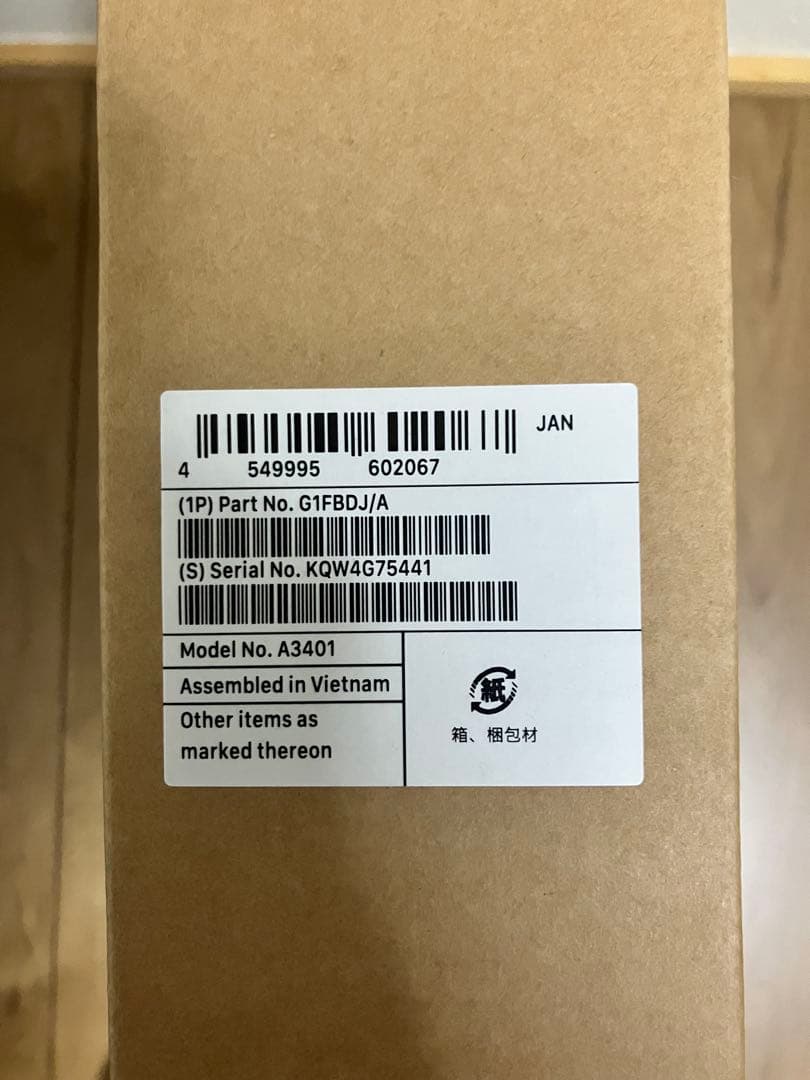 JAN
4 549995 602067
(1P) Part No. G1FBDJ/A
(S) Serial No. KQW4G75441
Model No. A3401
Assembled in Vietnam
Other items as
marked thereon
紙
箱、梱包材